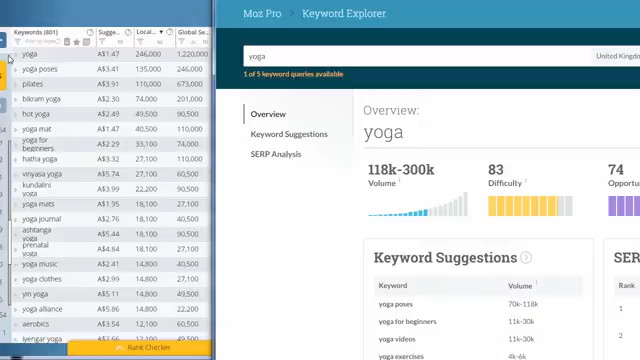 Keywords (801) Sugge... Local... Global Se...
yoga A$1.47 246,000 1,220,000
yoga poses A$3.41 135,000 246,000
pilates A$3.91 110,000 673,000
bikram yoga A$2.30 74,000 201,000
hot yoga A$2.49 49,500 90,500
yoga mat A$1.47 40,500 110,000
yoga for beginners A$2.29 33,100 74,000
hatha yoga A$3.32 27,100 110,000
vinyasa yoga A$5.74 27,100 60,500
kundalini yoga A$3.99 22,200 90,500
yoga mats A$1.95 18,100 27,100
yoga journal A$2.76 18,100 40,500
ashtanga yoga A$5.44 18,100 90,500
prenatal yoga A$4.84 18,100 27,100
yoga music A$2.41 14,800 60,500
yoga clothes A$2.99 14,800 40,500
yin yoga A$5.11 14,800 49,500
yoga alliance A$5.86 14,800 22,200
aerobics A$3.54 12,100 60,500
iyengar yoga A$2.66 12,100
Rank Checker
Moz Pro > Keyword Explorer
yoga United Kingdo
1 of 5 keyword queries available
Overview
Keyword Suggestions
SERP Analysis
Overview:
yoga
118k-300k 83 74
Volume Difficulty Opportu
Keyword Suggestions SERP
Keyword Volume Rank
yoga poses 70k-118k
yoga for beginners 11k-30k
yoga videos 11k-30k
yoga exercises 4k-6k
1
2